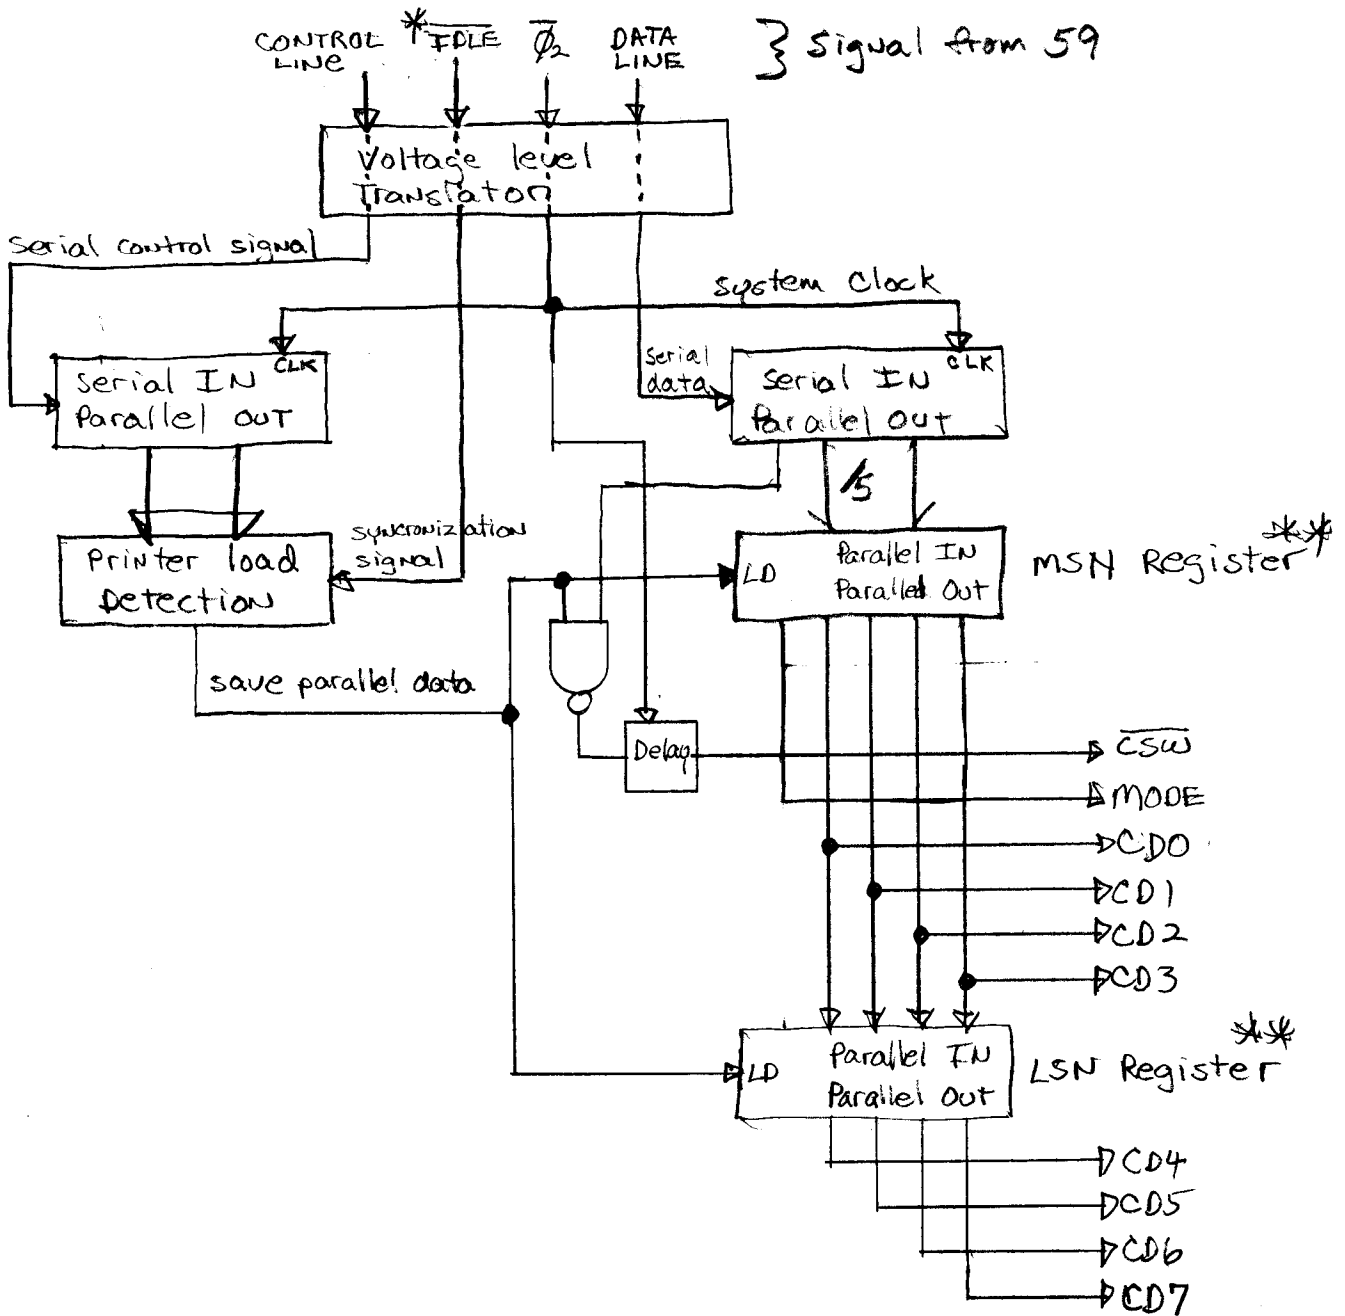 CONTROL LINE
*IDLE
φ2
DATA LINE
} Signal from 59
Voltage level
Translator
Serial control signal
System Clock
CLK
Serial IN
Parallel OUT
Serial data
CLK
Serial IN
Parallel OUT
/5
Printer load
Detection
syncronization
signal
LD
Parallel IN
Parallel Out
MSN Register**
save parallel data
Delay
CSW
MODE
CD0
CD1
CD2
CD3
LD
Parallel IN
Parallel Out
LSN Register**
CD4
CD5
CD6
CD7